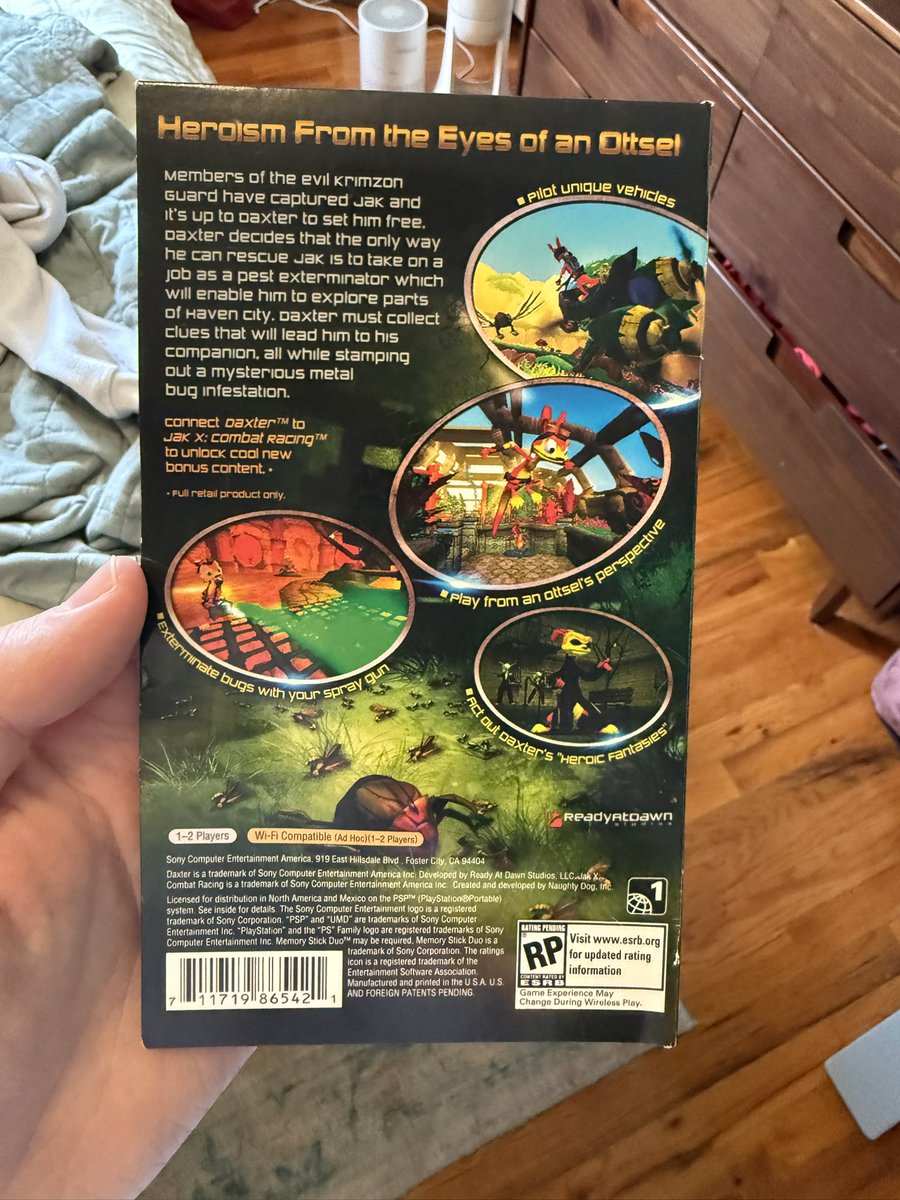 Heroism From the Eyes of an Ottsel
Members of the evil Krimzon
Guard have captured Jak and
it's up to Daxter to set him free.
Daxter decides that the only way
he can rescue Jak is to take on a
job as a pest exterminator which
will enable him to explore parts
of Haven City. Daxter must collect
clues that will lead him to his
companion, all while stamping
out a mysterious metal
bug infestation.
Connect Daxter™ to
Jak X: Combat Racing™
to unlock cool new
bonus content.•
• Full retail product only.
▪ Pilot unique vehicles
▪ Play from an ottsel's perspective
▪ Exterminate bugs with your spray gun
▪ Act out Daxter's "Heroic Fantasies"
ReadyAtDawn
studios
1–2 Players
Wi-Fi Compatible (Ad Hoc)(1–2 Players)
Sony Computer Entertainment America, 919 East Hillsdale Blvd., Foster City, CA 94404
Daxter is a trademark of Sony Computer Entertainment America Inc. Developed by Ready At Dawn Studios, LLC. Jak X:
Combat Racing is a trademark of Sony Computer Entertainment America Inc. Created and developed by Naughty Dog, Inc.
Licensed for distribution in North America and Mexico on the PSP™ (PlayStation®Portable)
system. See inside for details. The Sony Computer Entertainment logo is a registered
trademark of Sony Corporation. "PSP" and "UMD" are trademarks of Sony Computer
Entertainment Inc. "PlayStation" and the "PS" Family logo are registered trademarks of Sony
Computer Entertainment Inc. Memory Stick Duo™ may be required. Memory Stick Duo is a
trademark of Sony Corporation. The ratings
icon is a registered trademark of the
Entertainment Software Association.
Manufactured and printed in the U.S.A. U.S.
AND FOREIGN PATENTS PENDING.
1
7 11719 86542 1
RATING PENDING
RP
CONTENT RATED BY
ESRB
Visit www.esrb.org
for updated rating
information
Game Experience May
Change During Wireless Play.